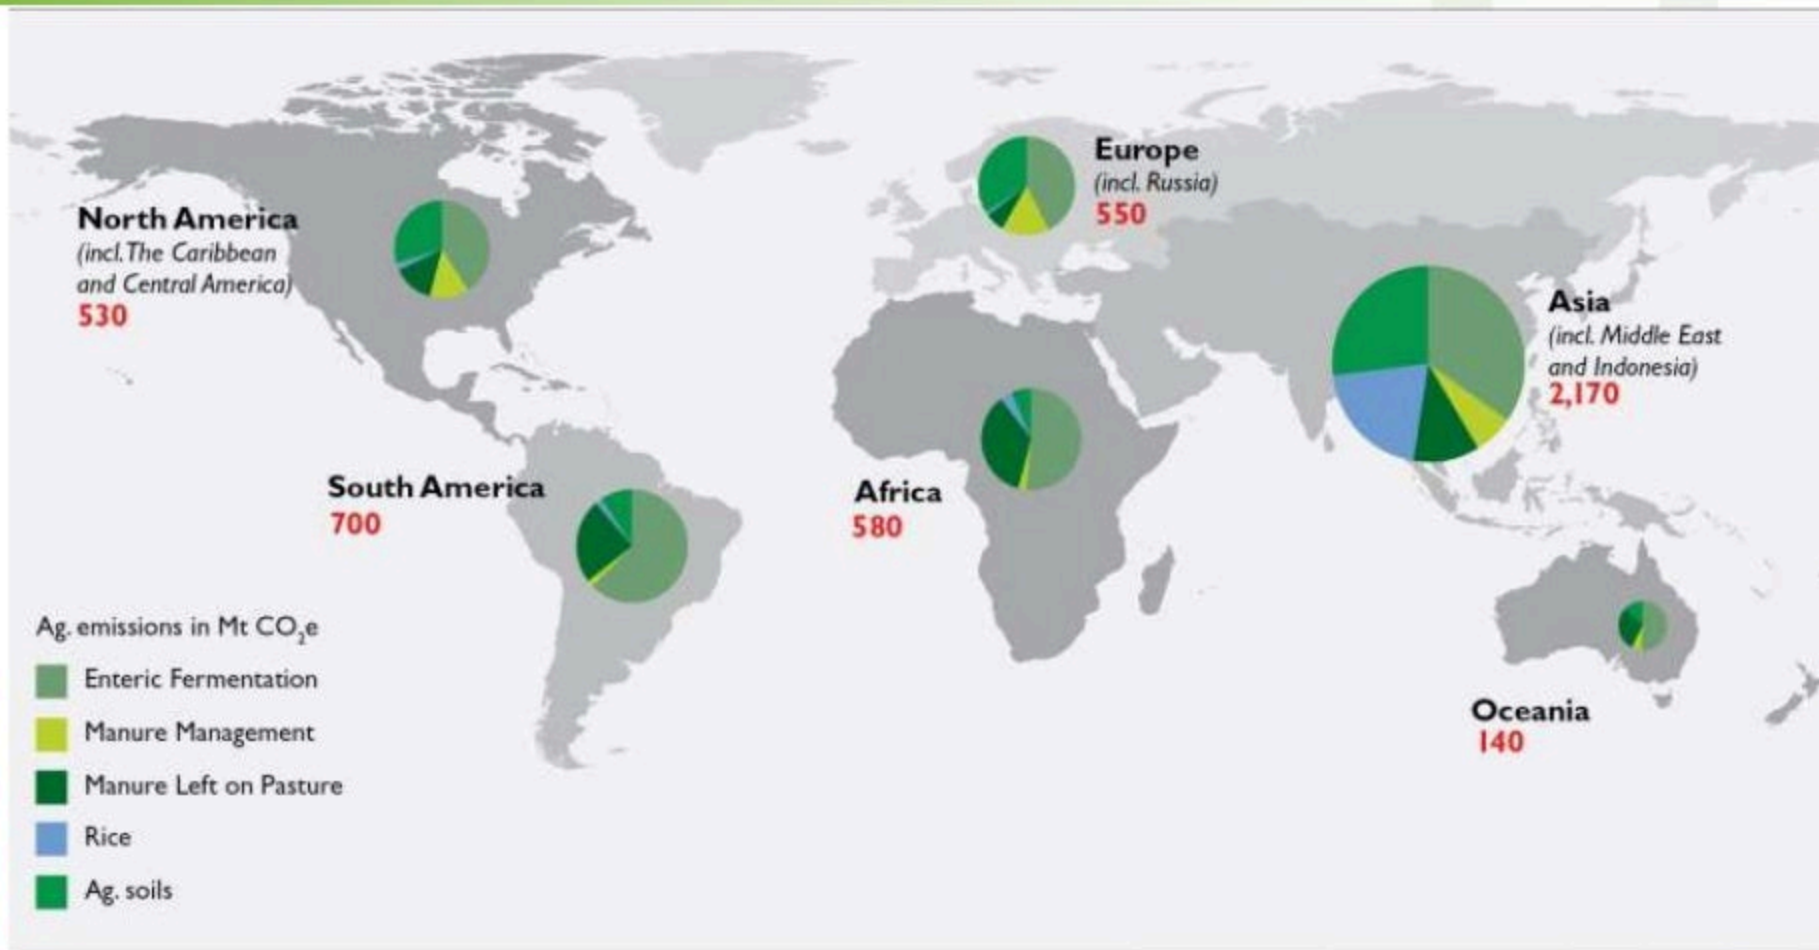 North America
(incl. The Caribbean
and Central America)
530
Europe
(incl. Russia)
550
Asia
(incl. Middle East
and Indonesia)
2,170
South America
700
Africa
580
Oceania
140
Ag. emissions in Mt CO₂e
Enteric Fermentation
Manure Management
Manure Left on Pasture
Rice
Ag. soils